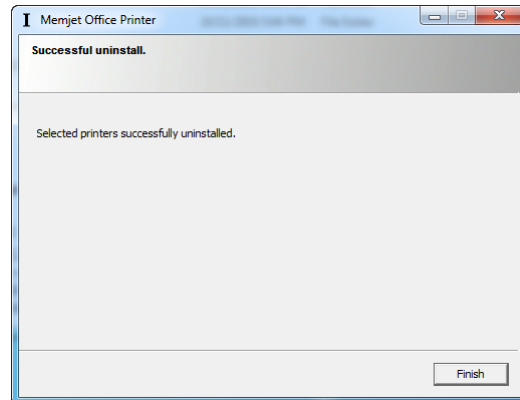 Memjet Office Printer
Successful uninstall.
Selected printers successfully uninstalled.
Finish